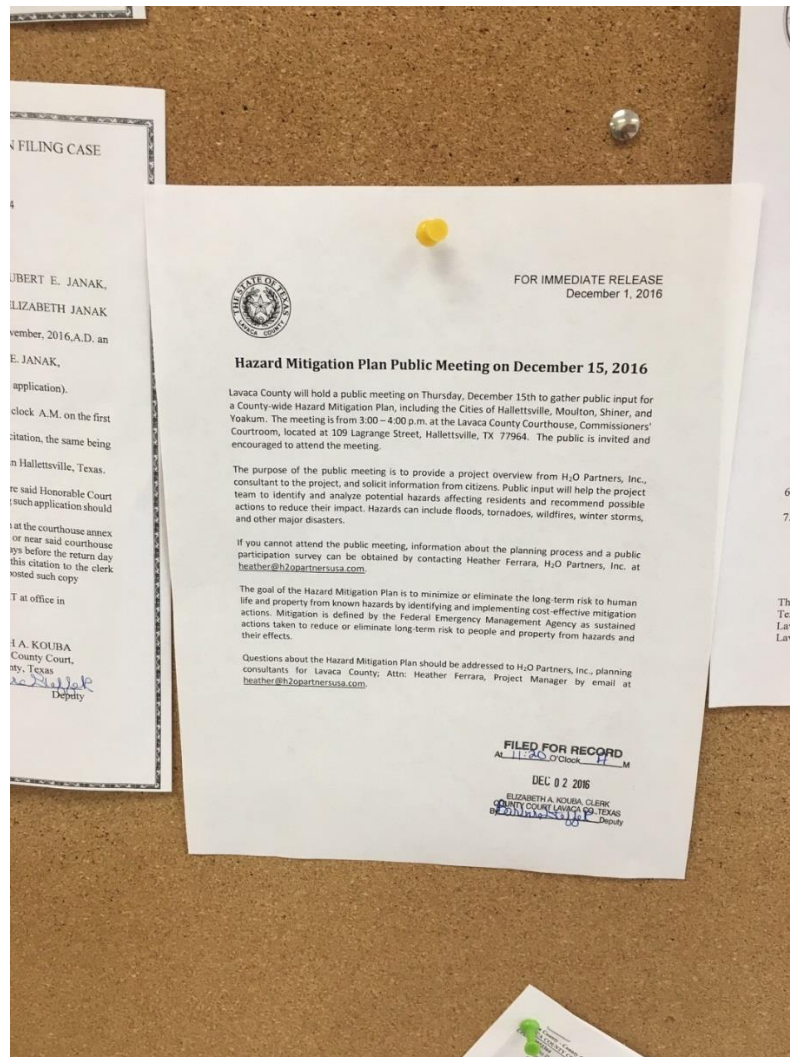 N FILING CASE
4
UBERT E. JANAK,
ELIZABETH JANAK
vember, 2016,A.D. an
E. JANAK,
application).
clock A.M. on the first
citation, the same being
n Hallettsville, Texas.
re said Honorable Court
such application should
at the courthouse annex
or near said courthouse
ays before the return day
this citation to the clerk
posted such copy
T at office in
H A. KOUBA
County Court,
nty, Texas
Deputy
THE STATE OF TEXAS
LAVACA COUNTY
FOR IMMEDIATE RELEASE
December 1, 2016
Hazard Mitigation Plan Public Meeting on December 15, 2016
Lavaca County will hold a public meeting on Thursday, December 15th to gather public input for
a County-wide Hazard Mitigation Plan, including the Cities of Hallettsville, Moulton, Shiner, and
Yoakum. The meeting is from 3:00 – 4:00 p.m. at the Lavaca County Courthouse, Commissioners'
Courtroom, located at 109 Lagrange Street, Hallettsville, TX 77964. The public is invited and
encouraged to attend the meeting.
The purpose of the public meeting is to provide a project overview from H₂O Partners, Inc.,
consultant to the project, and solicit information from citizens. Public input will help the project
team to identify and analyze potential hazards affecting residents and recommend possible
actions to reduce their impact. Hazards can include floods, tornadoes, wildfires, winter storms,
and other major disasters.
If you cannot attend the public meeting, information about the planning process and a public
participation survey can be obtained by contacting Heather Ferrara, H₂O Partners, Inc. at
heather@h2opartnersusa.com.
The goal of the Hazard Mitigation Plan is to minimize or eliminate the long-term risk to human
life and property from known hazards by identifying and implementing cost-effective mitigation
actions. Mitigation is defined by the Federal Emergency Management Agency as sustained
actions taken to reduce or eliminate long-term risk to people and property from hazards and
their effects.
Questions about the Hazard Mitigation Plan should be addressed to H₂O Partners, Inc., planning
consultants for Lavaca County; Attn: Heather Ferrara, Project Manager by email at
heather@h2opartnersusa.com.
FILED FOR RECORD
At 11:20 O'Clock A M
DEC 02 2016
ELIZABETH A. KOUBA, CLERK
COUNTY COURT LAVACA CO., TEXAS
By Deputy
6
7.
Th
Te
La
La